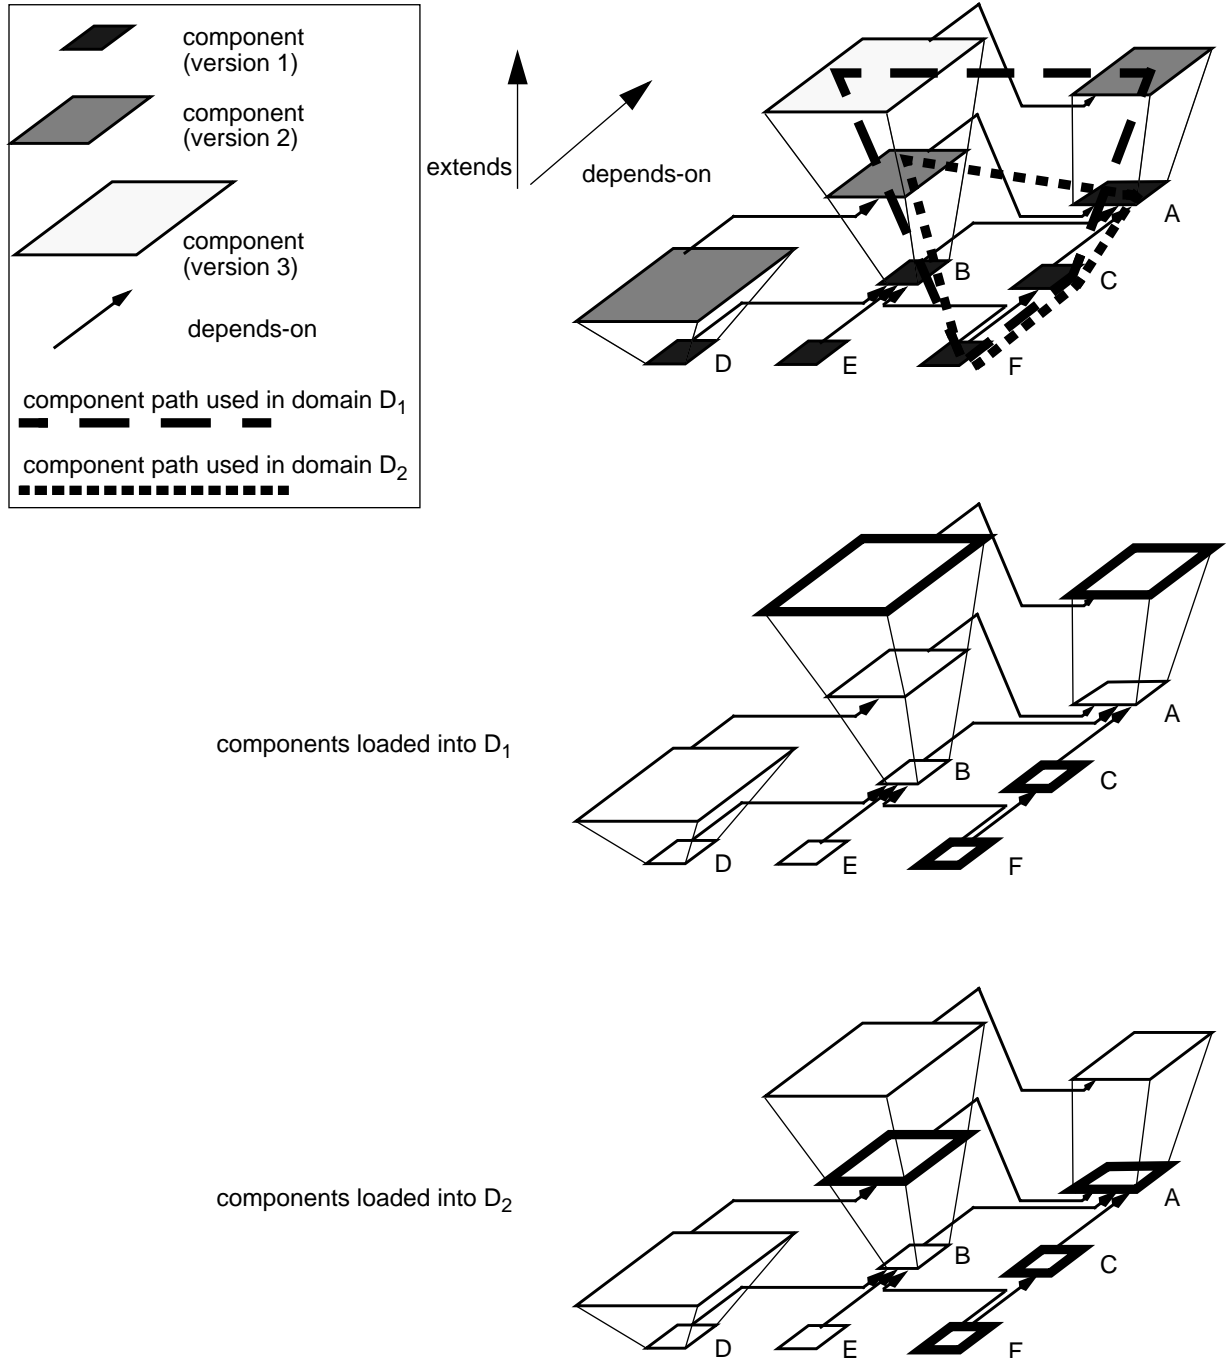 component
(version 1)
component
(version 2)
component
(version 3)
depends-on
component path used in domain D1
component path used in domain D2
extends
depends-on
A
B
C
D
E
F
components loaded into D1
A
B
C
D
E
F
components loaded into D2
A
B
C
D
E
F